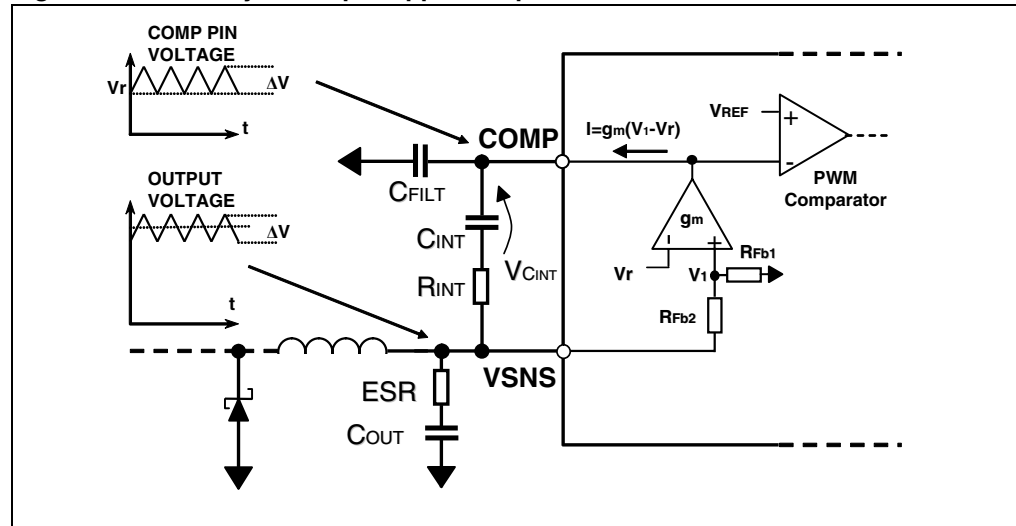 COMP PIN
VOLTAGE
Vr
ΔV
t
OUTPUT
VOLTAGE
ΔV
t
COMP
I=gm(V1-Vr)
VREF
+
-
PWM
Comparator
CFILT
CINT
VCINT
RINT
gm
-
+
Vr
V1
RFb1
RFb2
VSNS
ESR
COUT